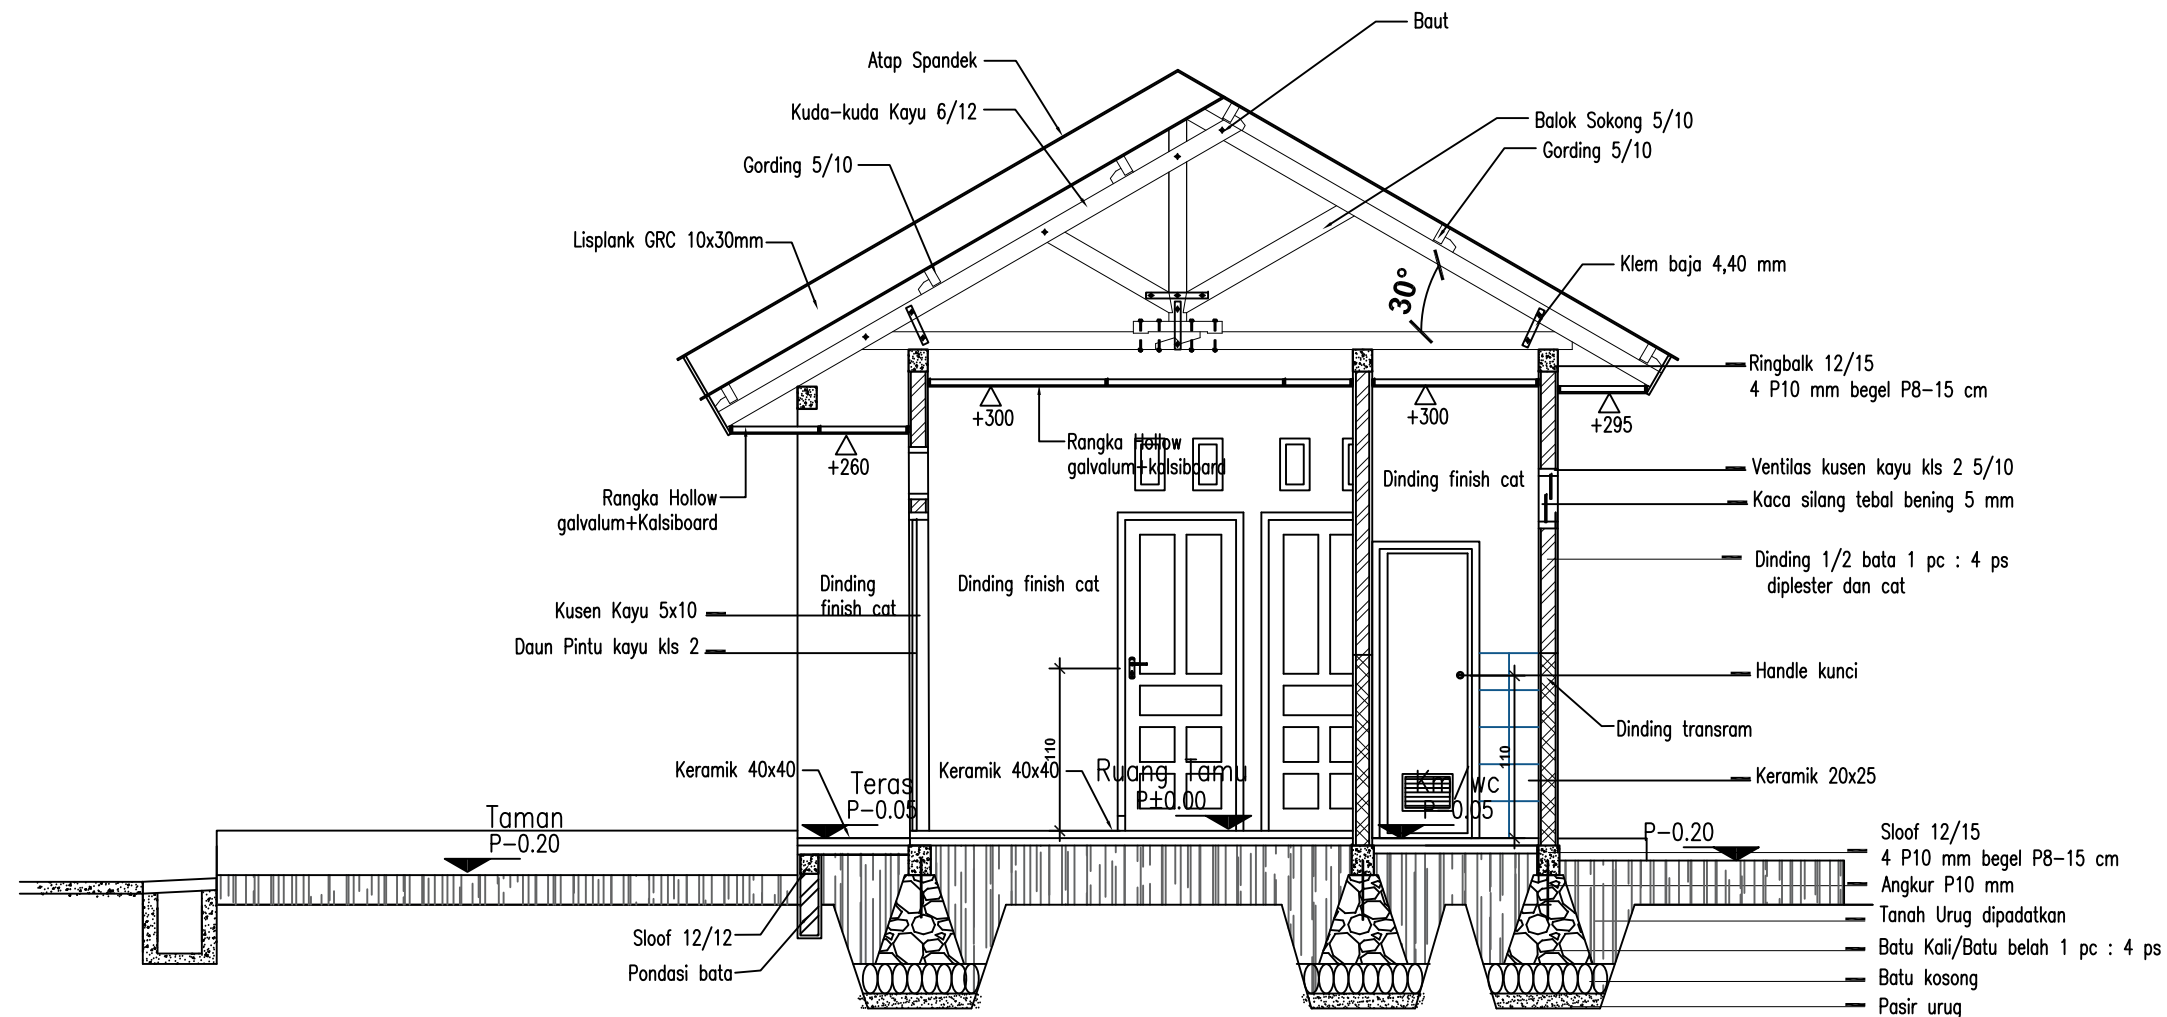 Baut
Atap Spandek
Kuda-kuda Kayu 6/12
Balok Sokong 5/10
Gording 5/10
Gording 5/10
Lisplank GRC 10x30mm
Klem baja 4,40 mm
30°
Ringbalk 12/15
4 P10 mm begel P8-15 cm
+300
+300
+295
+260
Rangka Hollow
galvalum+kalsiboard
Rangka Hollow
galvalum+Kalsiboard
Dinding finish cat
Ventilas kusen kayu kls 2 5/10
Kaca silang tebal bening 5 mm
Dinding 1/2 bata 1 pc : 4 ps
diplester dan cat
Dinding
finish cat
Dinding finish cat
Kusen Kayu 5x10
Daun Pintu kayu kls 2
Handle kunci
Dinding transram
110
110
Keramik 40x40
Teras
P-0.05
Keramik 40x40
Ruang Tamu
P±0.00
Km/wc
P-0.05
Keramik 20x25
Taman
P-0.20
P-0.20
Sloof 12/15
4 P10 mm begel P8-15 cm
Angkur P10 mm
Tanah Urug dipadatkan
Sloof 12/12
Batu Kali/Batu belah 1 pc : 4 ps
Pondasi bata
Batu kosong
Pasir urug